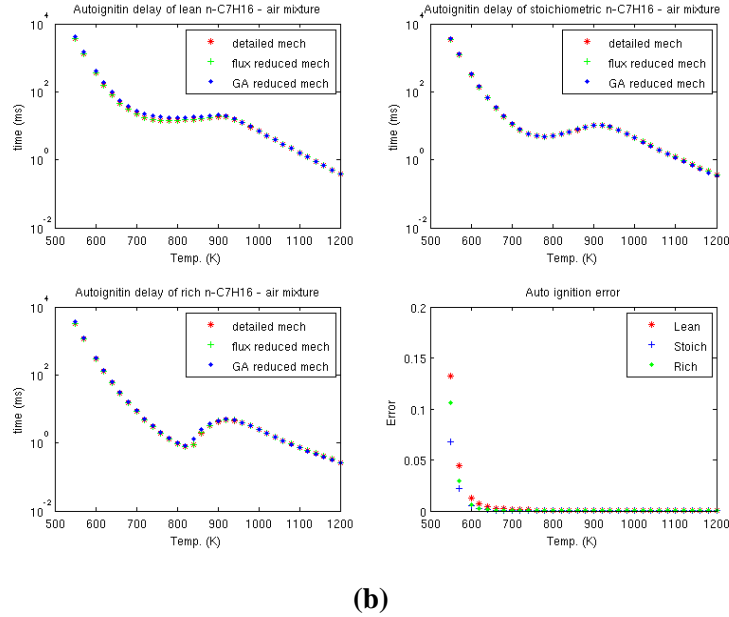 Autoignitin delay of lean n-C7H16 - air mixture
10^4
10^2
10^0
10^-2
time (ms)
detailed mech
flux reduced mech
GA reduced mech
500 600 700 800 900 1000 1100 1200
Temp. (K)
Autoignitin delay of stoichiometric n-C7H16 - air mixture
10^4
10^2
10^0
10^-2
time (ms)
detailed mech
flux reduced mech
GA reduced mech
500 600 700 800 900 1000 1100 1200
Temp. (K)
Autoignitin delay of rich n-C7H16 - air mixture
10^4
10^2
10^0
10^-2
time (ms)
detailed mech
flux reduced mech
GA reduced mech
500 600 700 800 900 1000 1100 1200
Temp. (K)
Auto ignition error
0.2
0.15
0.1
0.05
0
Error
Lean
Stoich
Rich
500 600 700 800 900 1000 1100 1200
Temp. (K)
(b)